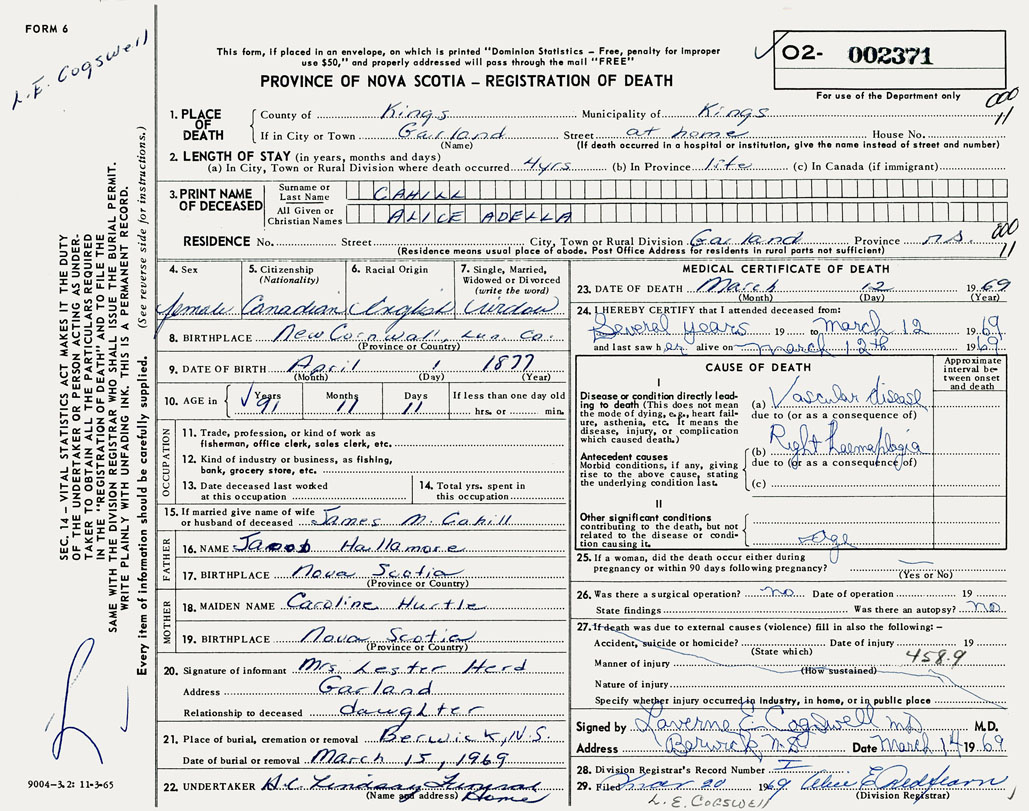 FORM 6
L. E. Cogswell
This form, if placed in an envelope, on which is printed "Dominion Statistics – Free, penalty for improper
use $50," and properly addressed will pass through the mail "FREE"
PROVINCE OF NOVA SCOTIA – REGISTRATION OF DEATH
O2- 002371
For use of the Department only
000
11
1. PLACE OF DEATH
County of Kings Municipality of Kings
If in City or Town Garland Street at home House No.
(Name) (If death occurred in a hospital or institution, give the name instead of street and number)
2. LENGTH OF STAY (in years, months and days)
(a) In City, Town or Rural Division where death occurred 4yrs (b) In Province life (c) In Canada (if immigrant)
3. PRINT NAME OF DECEASED
Surname or Last Name CAHILL
All Given or Christian Names ALICE ADELLA
000
11
RESIDENCE No. Street City, Town or Rural Division Garland Province n.s.
(Residence means usual place of abode. Post Office Address for residents in rural parts not sufficient)
4. Sex
female
5. Citizenship
(Nationality)
Canadian
6. Racial Origin
English
7. Single, Married,
Widowed or Divorced
(write the word)
Widow
8. BIRTHPLACE New Cornwall, Lun. Co.
(Province or Country)
9. DATE OF BIRTH April 1 1877
(Month) (Day) (Year)
10. AGE in Years Months Days If less than one day old
91 11 11 hrs. or min.
OCCUPATION
11. Trade, profession, or kind of work as
fisherman, office clerk, sales clerk, etc.
12. Kind of industry or business, as fishing,
bank, grocery store, etc.
13. Date deceased last worked
at this occupation
14. Total yrs. spent in
this occupation
15. If married give name of wife
or husband of deceased James M. Cahill
FATHER
16. NAME Jacob Hallamore
17. BIRTHPLACE Nova Scotia
(Province or Country)
MOTHER
18. MAIDEN NAME Caroline Hurtle
19. BIRTHPLACE Nova Scotia
(Province or Country)
20. Signature of informant Mrs. Lester Herd
Address Garland
Relationship to deceased daughter
21. Place of burial, cremation or removal Berwick, N.S.
Date of burial or removal March 15, 1969
22. UNDERTAKER H.C. Lindsay Funeral
(Name and address) Home
MEDICAL CERTIFICATE OF DEATH
23. DATE OF DEATH March 12 1969
(Month) (Day) (Year)
24. I HEREBY CERTIFY that I attended deceased from:
Several years 19 to March 12 1969
and last saw her alive on March 12th 1969
CAUSE OF DEATH
Approximate
interval be-
tween onset
and death
I
Disease or condition directly lead-
ing to death (This does not mean
the mode of dying, e.g., heart fail-
ure, asthenia, etc. It means the
disease, injury, or complication
which caused death.)
(a) Vascular disease
due to (or as a consequence of)
Antecedent causes
Morbid conditions, if any, giving
rise to the above cause, stating
the underlying condition last.
(b) Right haemaplagia
due to (or as a consequence of)
(c)
II
Other significant conditions
contributing to the death, but not
related to the disease or condi-
tion causing it.
age
25. If a woman, did the death occur either during
pregnancy or within 90 days following pregnancy?
(Yes or No)
26. Was there a surgical operation? no Date of operation 19
State findings Was there an autopsy? no
27. If death was due to external causes (violence) fill in also the following: –
Accident, suicide or homicide? Date of injury 19
(State which)
Manner of injury 458.9
(How sustained)
Nature of injury
Specify whether injury occurred in Industry, in home, or in public place
Signed by Laverne E. Cogswell MD M.D.
Address Berwick, N.S. Date March 14 1969
28. Division Registrar's Record Number I
29. Filed Mar 20 1969
(Division Registrar)
L. E. COGSWELL
SEC. 14 – VITAL STATISTICS ACT MAKES IT THE DUTY
OF THE UNDERTAKER OR PERSON ACTING AS UNDER-
TAKER TO OBTAIN ALL THE PARTICULARS REQUIRED
IN THE "REGISTRATION OF DEATH" AND TO FILE THE
SAME WITH THE DIVISION REGISTRAR WHO SHALL ISSUE THE BURIAL PERMIT.
WRITE PLAINLY WITH UNFADING INK. THIS IS A PERMANENT RECORD.
Every item of information should be carefully supplied. (See reverse side for instructions.)
9004-3.2: 11-3-65